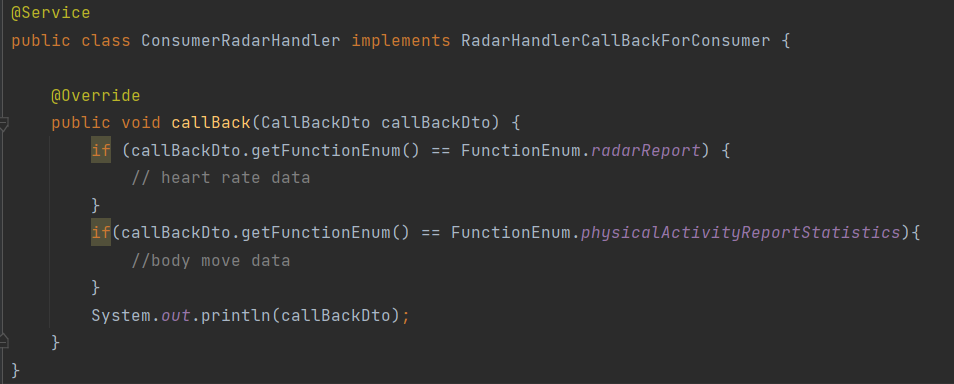 @Service
public class ConsumerRadarHandler implements RadarHandlerCallBackForConsumer {
@Override
public void callBack(CallBackDto callBackDto) {
if (callBackDto.getFunctionEnum() == FunctionEnum.radarReport) {
// heart rate data
}
if(callBackDto.getFunctionEnum() == FunctionEnum.physicalActivityReportStatistics){
//body move data
}
System.out.println(callBackDto);
}
}